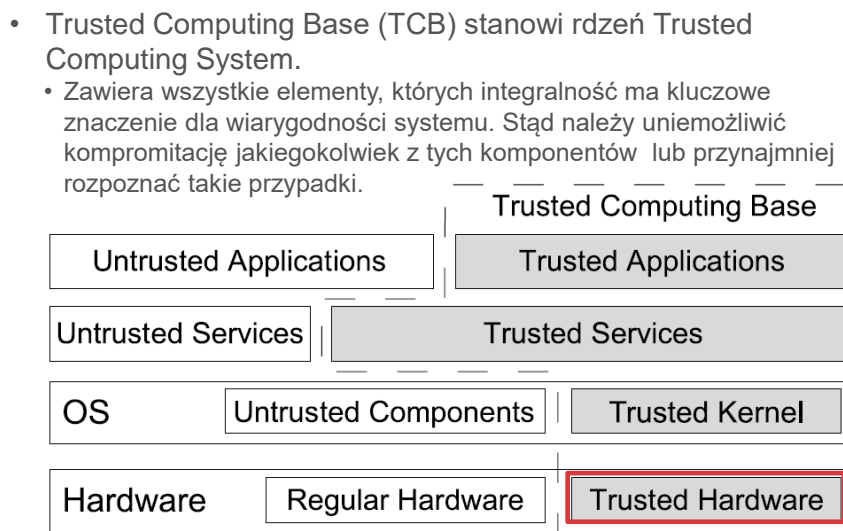 • Trusted Computing Base (TCB) stanowi rdzeń Trusted
Computing System.
• Zawiera wszystkie elementy, których integralność ma kluczowe
znaczenie dla wiarygodności systemu. Stąd należy uniemożliwić
kompromitację jakiegokolwiek z tych komponentów lub przynajmniej
rozpoznać takie przypadki.
Trusted Computing Base
Untrusted Applications Trusted Applications
Untrusted Services Trusted Services
OS Untrusted Components Trusted Kernel
Hardware Regular Hardware Trusted Hardware